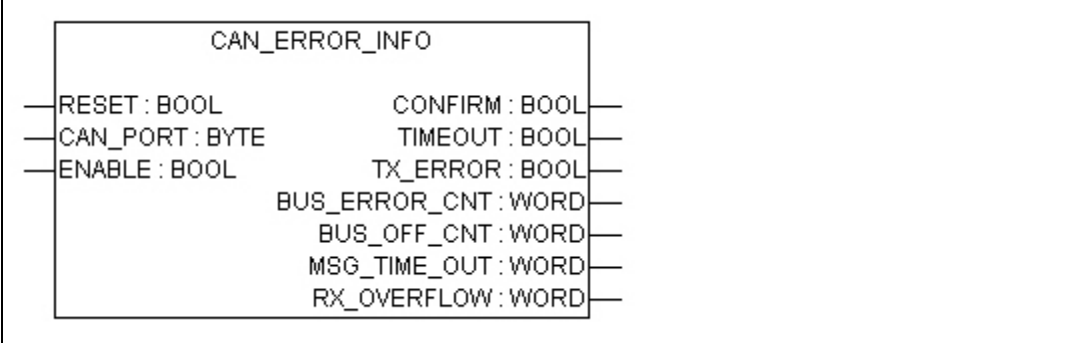 CAN_ERROR_INFO
RESET : BOOL CONFIRM : BOOL
CAN_PORT : BYTE TIMEOUT : BOOL
ENABLE : BOOL TX_ERROR : BOOL
BUS_ERROR_CNT : WORD
BUS_OFF_CNT : WORD
MSG_TIME_OUT : WORD
RX_OVERFLOW : WORD